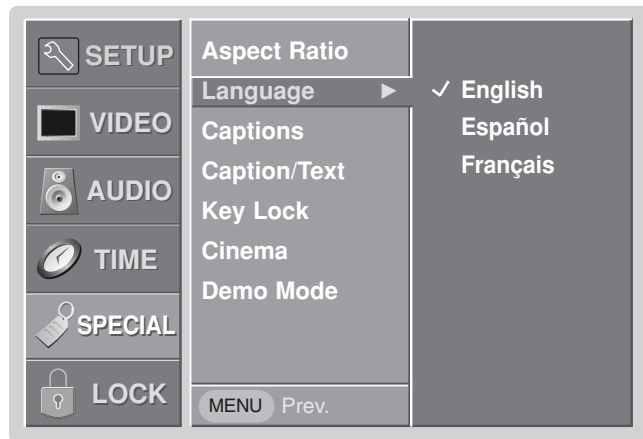 SETUP
VIDEO
AUDIO
TIME
SPECIAL
LOCK
Aspect Ratio
Language ►
Captions
Caption/Text
Key Lock
Cinema
Demo Mode
MENU Prev.
✓ English
Español
Français